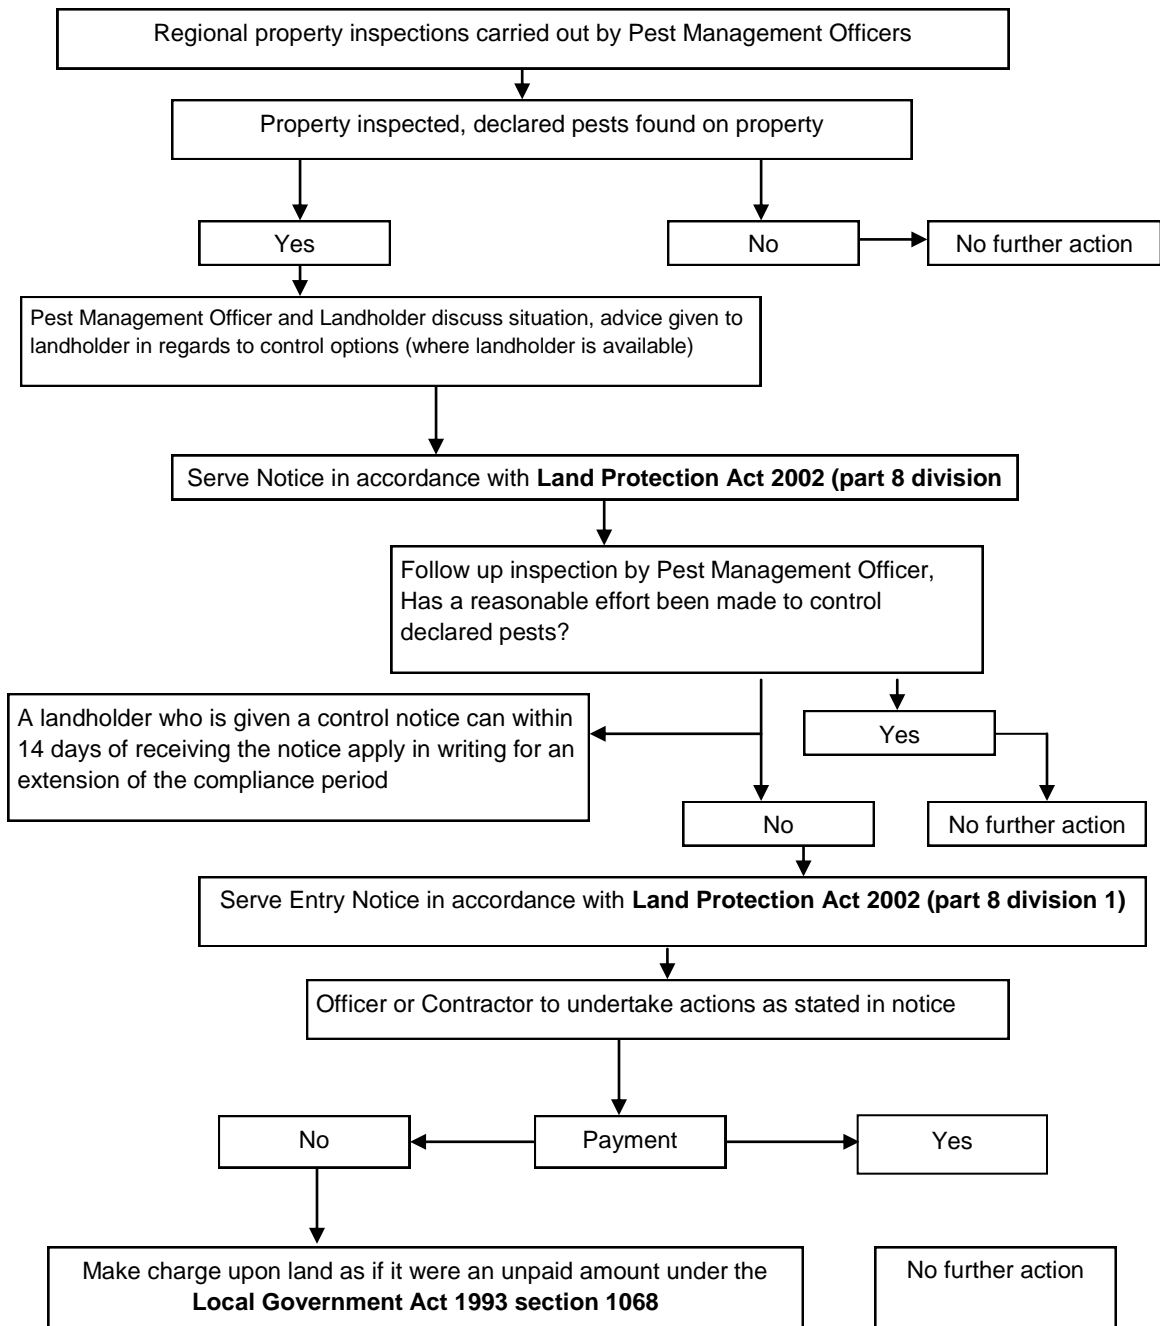 Regional property inspections carried out by Pest Management Officers
Property inspected, declared pests found on property
Yes
No
No further action
Pest Management Officer and Landholder discuss situation, advice given to
landholder in regards to control options (where landholder is available)
Serve Notice in accordance with Land Protection Act 2002 (part 8 division
Follow up inspection by Pest Management Officer,
Has a reasonable effort been made to control
declared pests?
A landholder who is given a control notice can within
14 days of receiving the notice apply in writing for an
extension of the compliance period
Yes
No
No further action
Serve Entry Notice in accordance with Land Protection Act 2002 (part 8 division 1)
Officer or Contractor to undertake actions as stated in notice
No
Payment
Yes
Make charge upon land as if it were an unpaid amount under the
Local Government Act 1993 section 1068
No further action